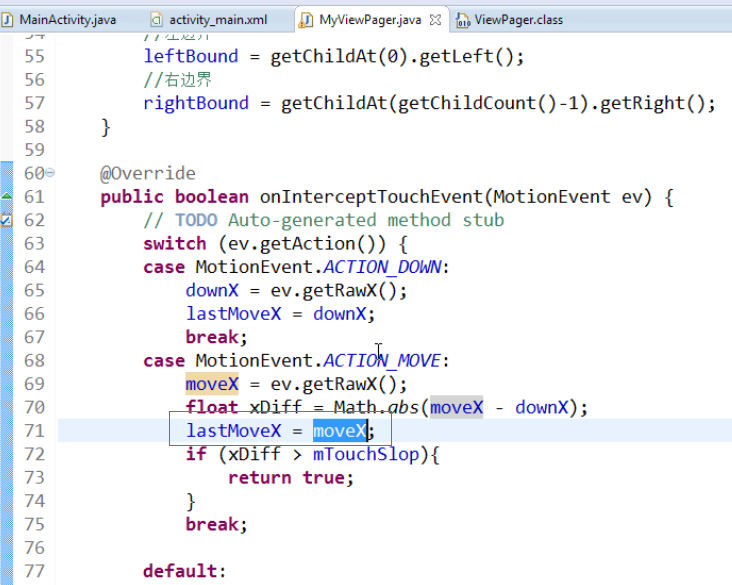 MainActivity.java activity_main.xml MyViewPager.java ViewPager.class
54 //左边界
55 leftBound = getChildAt(0).getLeft();
56 //右边界
57 rightBound = getChildAt(getChildCount()-1).getRight();
58 }
59
60 @Override
61 public boolean onInterceptTouchEvent(MotionEvent ev) {
62 // TODO Auto-generated method stub
63 switch (ev.getAction()) {
64 case MotionEvent.ACTION_DOWN:
65 downX = ev.getRawX();
66 lastMoveX = downX;
67 break;
68 case MotionEvent.ACTION_MOVE:
69 moveX = ev.getRawX();
70 float xDiff = Math.abs(moveX - downX);
71 lastMoveX = moveX;
72 if (xDiff > mTouchSlop){
73 return true;
74 }
75 break;
76
77 default: